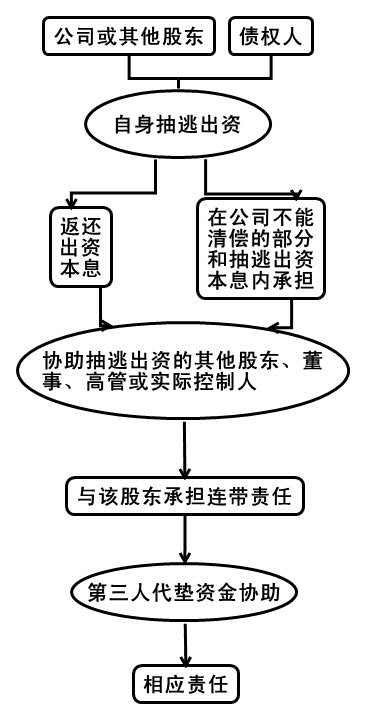 公司或其他股东
债权人
自身抽逃出资
返还
出资
本息
在公司不能
清偿的部分
和抽逃出资
本息内承担
协助抽逃出资的其他股东、董
事、高管或实际控制人
与该股东承担连带责任
第三人代垫资金协助
相应责任